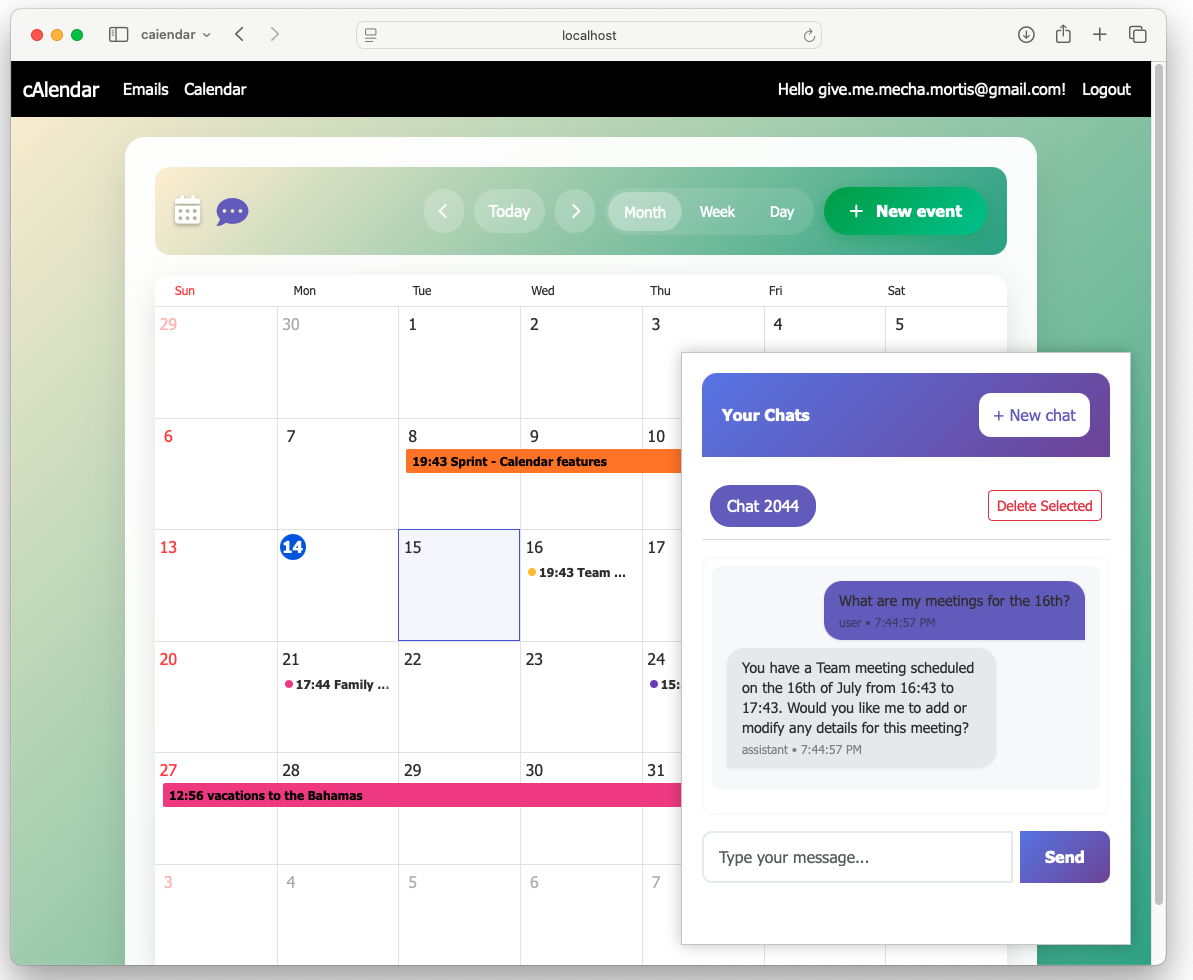 caiendar
localhost
cAlendar Emails Calendar Hello give.me.mecha.mortis@gmail.com! Logout
Today Month Week Day + New event
Sun Mon Tue Wed Thu Fri Sat
29 30 1 2 3 4 5
6 7 8 9 10
19:43 Sprint - Calendar features
13 14 15 16 17
19:43 Team ...
20 21 22 23 24
17:44 Family ... 15:
27 28 29 30 31
12:56 vacations to the Bahamas
3 4 5 6 7
Your Chats + New chat
Chat 2044 Delete Selected
What are my meetings for the 16th?
user • 7:44:57 PM
You have a Team meeting scheduled
on the 16th of July from 16:43 to
17:43. Would you like me to add or
modify any details for this meeting?
assistant • 7:44:57 PM
Type your message... Send